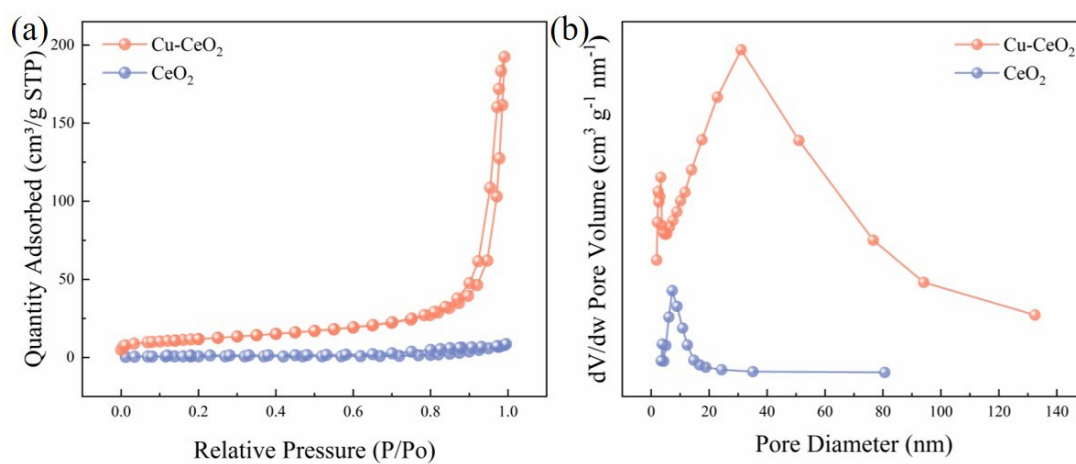 (a)
Cu-CeO₂
CeO₂
Quantity Adsorbed (cm³/g STP)
200
150
100
50
0
0.0 0.2 0.4 0.6 0.8 1.0
Relative Pressure (P/Po)
(b)
Cu-CeO₂
CeO₂
dV/dw Pore Volume (cm³ g⁻¹ nm⁻¹)
0 20 40 60 80 100 120 140
Pore Diameter (nm)